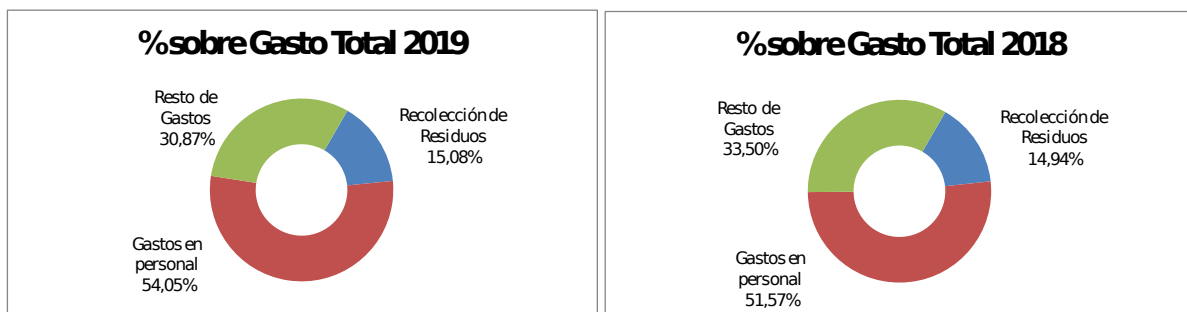 % sobre Gasto Total 2019
Resto de
Gastos
30,87%
Recolección de
Residuos
15,08%
Gastos en
personal
54,05%
% sobre Gasto Total 2018
Resto de
Gastos
33,50%
Recolección de
Residuos
14,94%
Gastos en
personal
51,57%